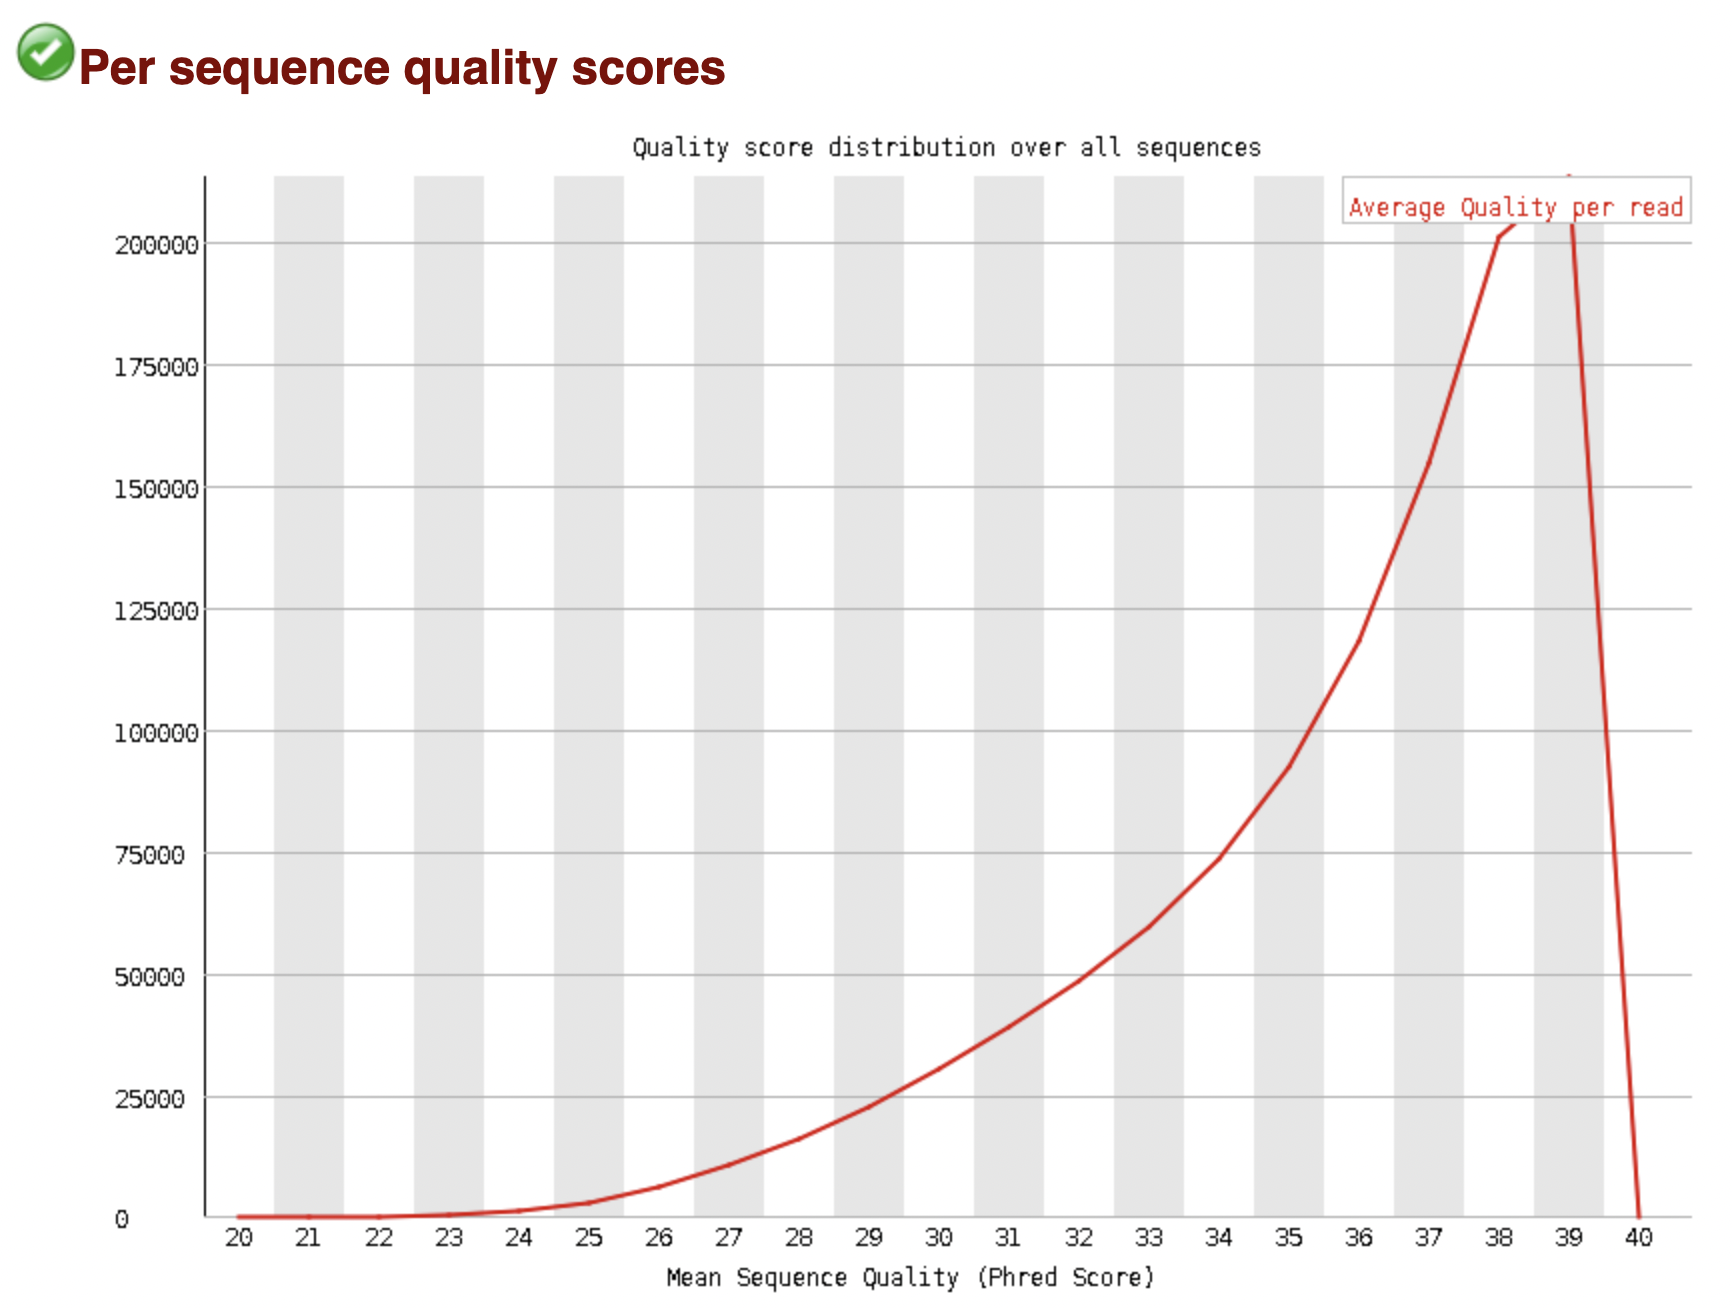 Per sequence quality scores
Quality score distribution over all sequences
Average Quality per read
200000
175000
150000
125000
100000
75000
50000
25000
0
20 21 22 23 24 25 26 27 28 29 30 31 32 33 34 35 36 37 38 39 40
Mean Sequence Quality (Phred Score)